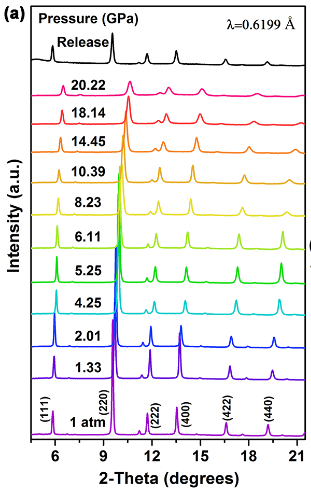 (a)
Pressure (GPa)
λ=0.6199 Å
Release
20.22
18.14
14.45
10.39
8.23
6.11
5.25
4.25
2.01
1.33
1 atm
(111)
(220)
(222)
(400)
(422)
(440)
Intensity (a.u.)
6 9 12 15 18 21
2-Theta (degrees)